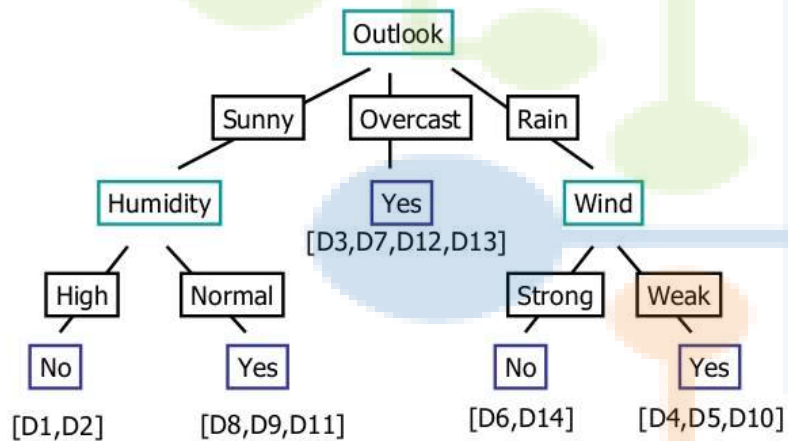 Outlook
Sunny
Overcast
Rain
Humidity
Yes
Wind
[D3,D7,D12,D13]
High
Normal
Strong
Weak
No
Yes
No
Yes
[D1,D2]
[D8,D9,D11]
[D6,D14]
[D4,D5,D10]